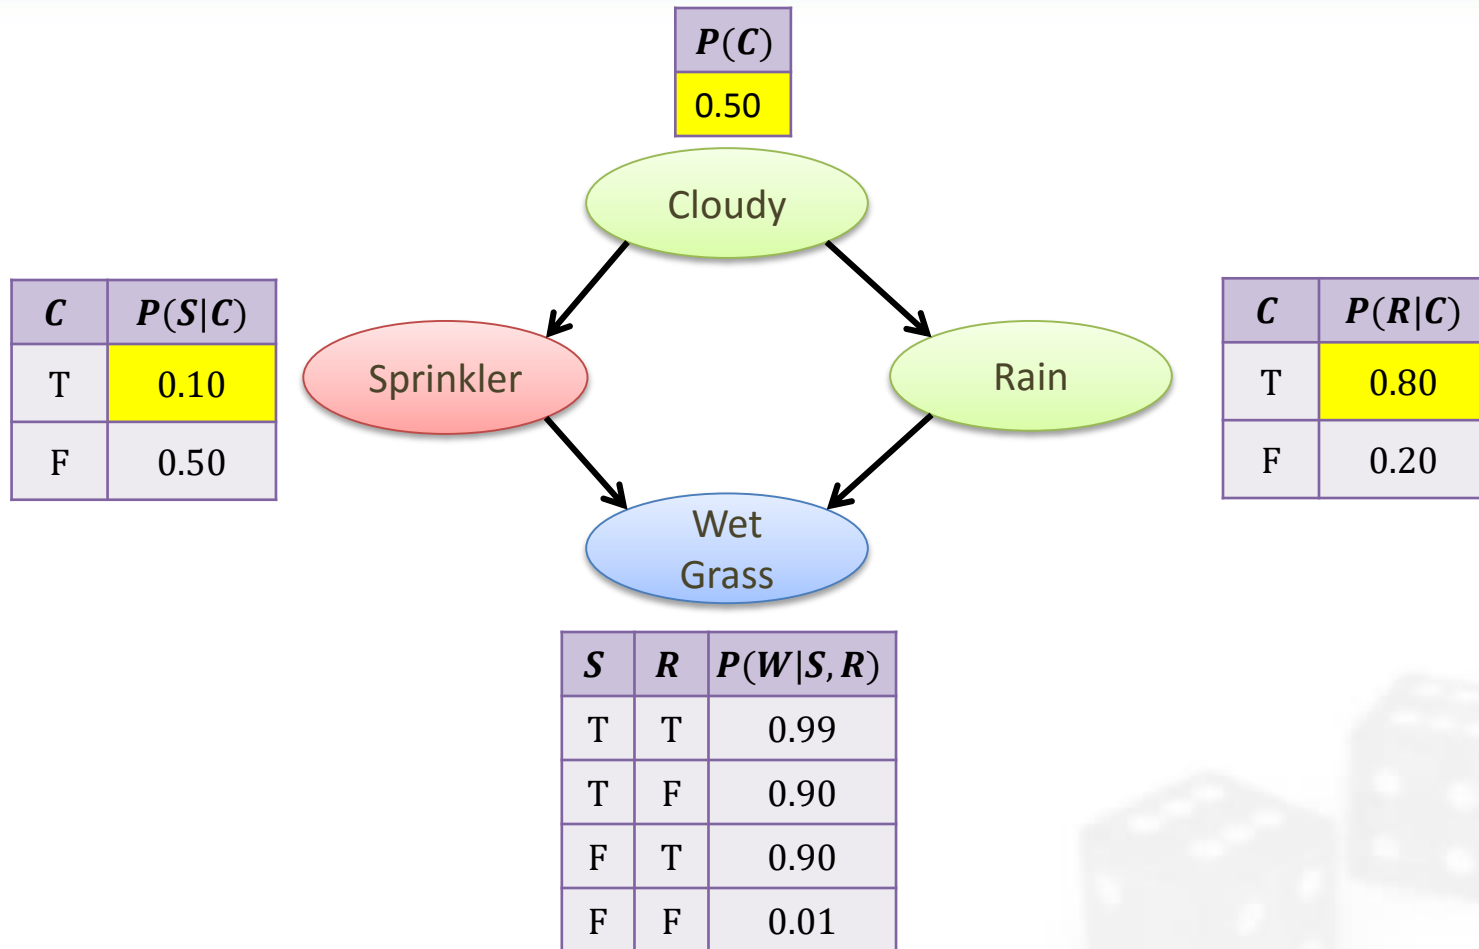 P(C)
0.50
Cloudy
C P(S|C)
T 0.10
F 0.50
Sprinkler
Rain
C P(R|C)
T 0.80
F 0.20
Wet
Grass
S R P(W|S, R)
T T 0.99
T F 0.90
F T 0.90
F F 0.01